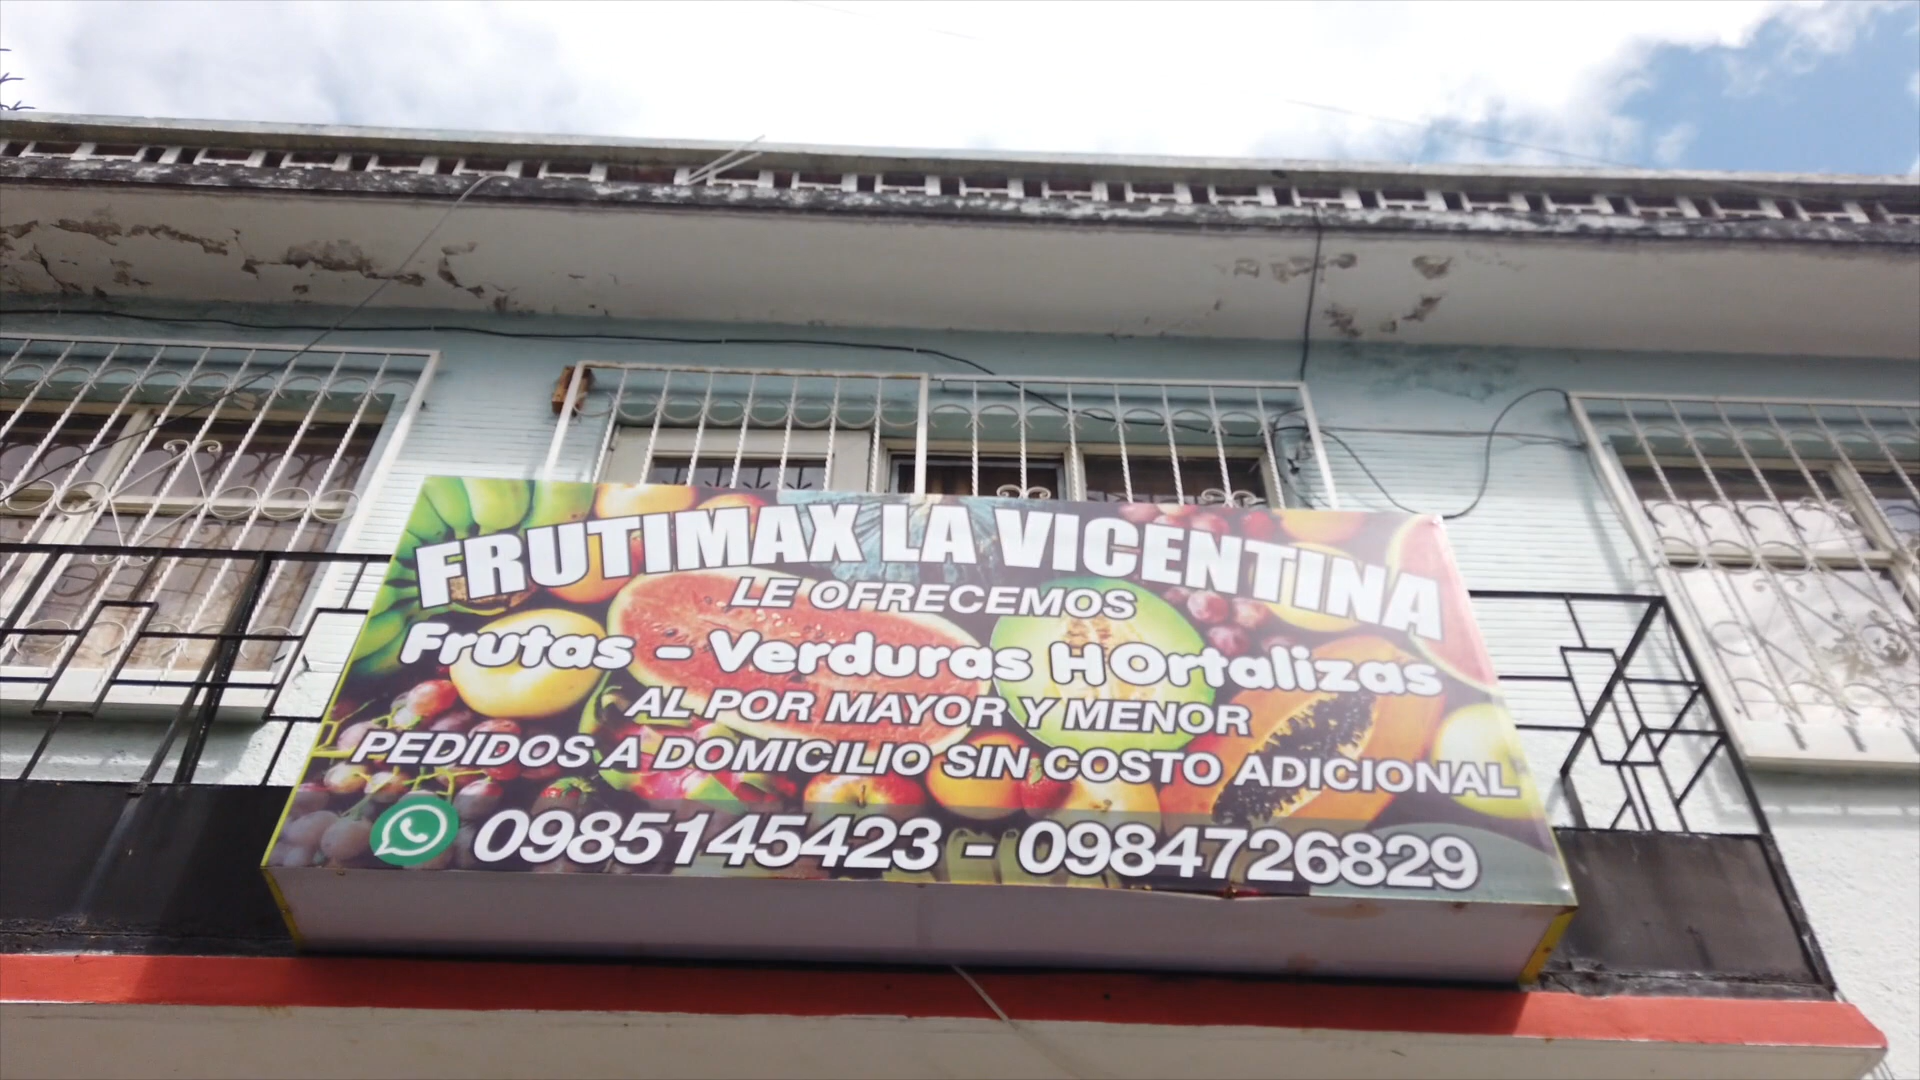 FRUTIMAX LA VICENTINA
LE OFRECEMOS
Frutas - Verduras HOrtalizas
AL POR MAYOR Y MENOR
PEDIDOS A DOMICILIO SIN COSTO ADICIONAL
0985145423 - 0984726829